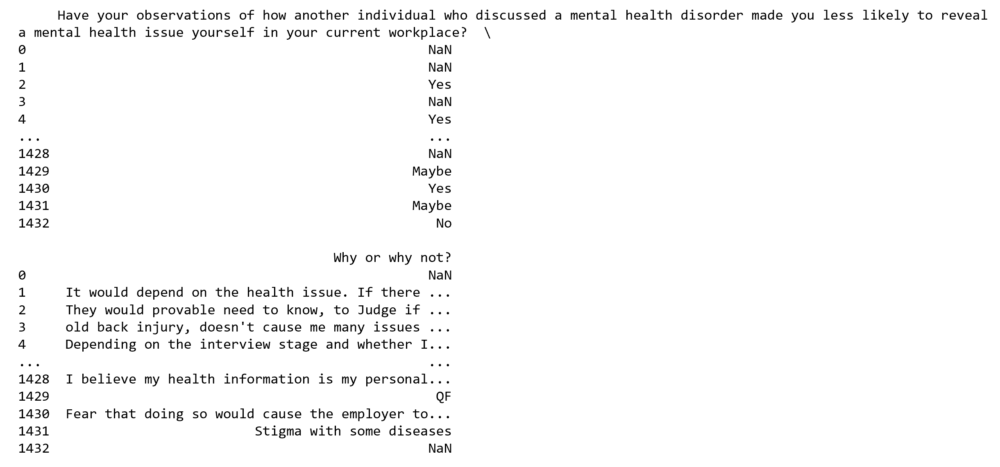 Have your observations of how another individual who discussed a mental health disorder made you less likely to reveal
a mental health issue yourself in your current workplace?  \
0 NaN
1 NaN
2 Yes
3 NaN
4 Yes
... ...
1428 NaN
1429 Maybe
1430 Yes
1431 Maybe
1432 No
Why or why not?
0 NaN
1 It would depend on the health issue. If there ...
2 They would provable need to know, to Judge if ...
3 old back injury, doesn't cause me many issues ...
4 Depending on the interview stage and whether I...
... ...
1428 I believe my health information is my personal...
1429 QF
1430 Fear that doing so would cause the employer to...
1431 Stigma with some diseases
1432 NaN